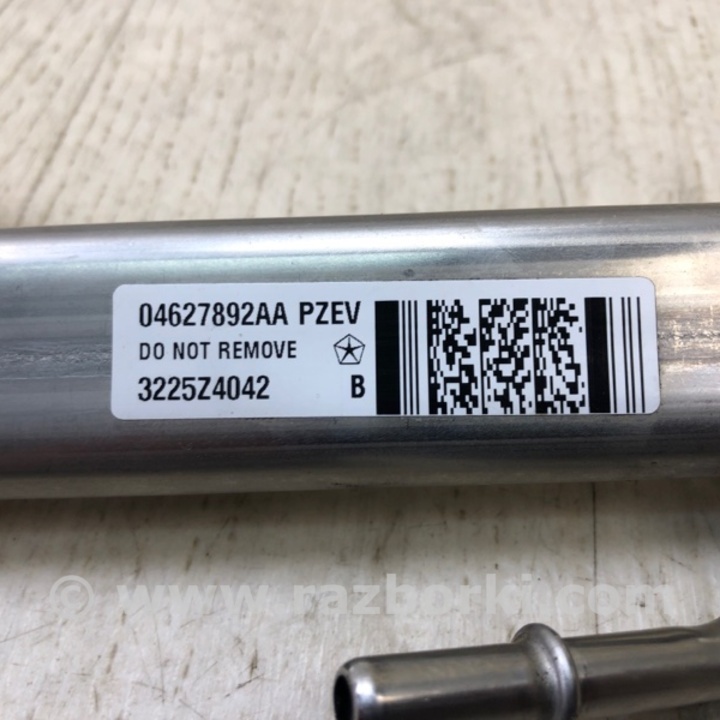 04627892AA PZEV
DO NOT REMOVE
3225Z4042 B
© www.razborki.com